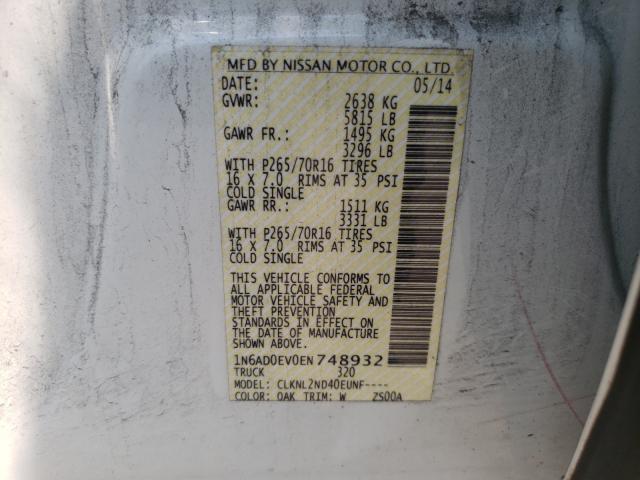 MFD BY NISSAN MOTOR CO., LTD.
DATE: 05/14
GVWR: 2638 KG
5815 LB
GAWR FR.: 1495 KG
3296 LB
WITH P265/70R16 TIRES
16 X 7.0 RIMS AT 35 PSI
COLD SINGLE
GAWR RR.: 1511 KG
3331 LB
WITH P265/70R16 TIRES
16 X 7.0 RIMS AT 35 PSI
COLD SINGLE
THIS VEHICLE CONFORMS TO
ALL APPLICABLE FEDERAL
MOTOR VEHICLE SAFETY AND
THEFT PREVENTION
STANDARDS IN EFFECT ON
THE DATE OF MANUFACTURE
SHOWN ABOVE.
1N6AD0EV0EN748932
TRUCK 320
MODEL: CLKNL2ND40EUNF----
COLOR: OAK TRIM: W ZS00A